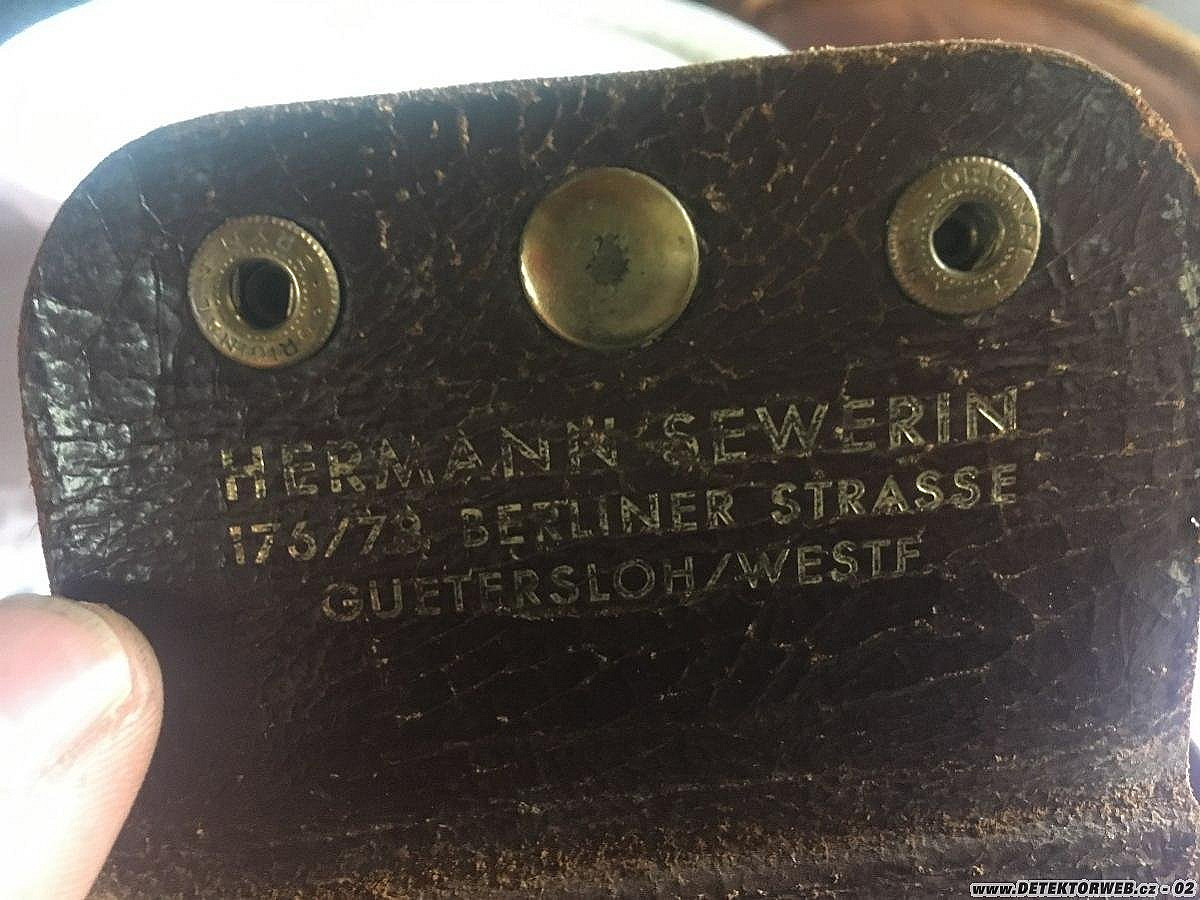 HERMANN SEWERIN
176/78 BERLINER STRASSE
GUETERSLOH/WESTF
www.DETEKTORWEB.cz - 02